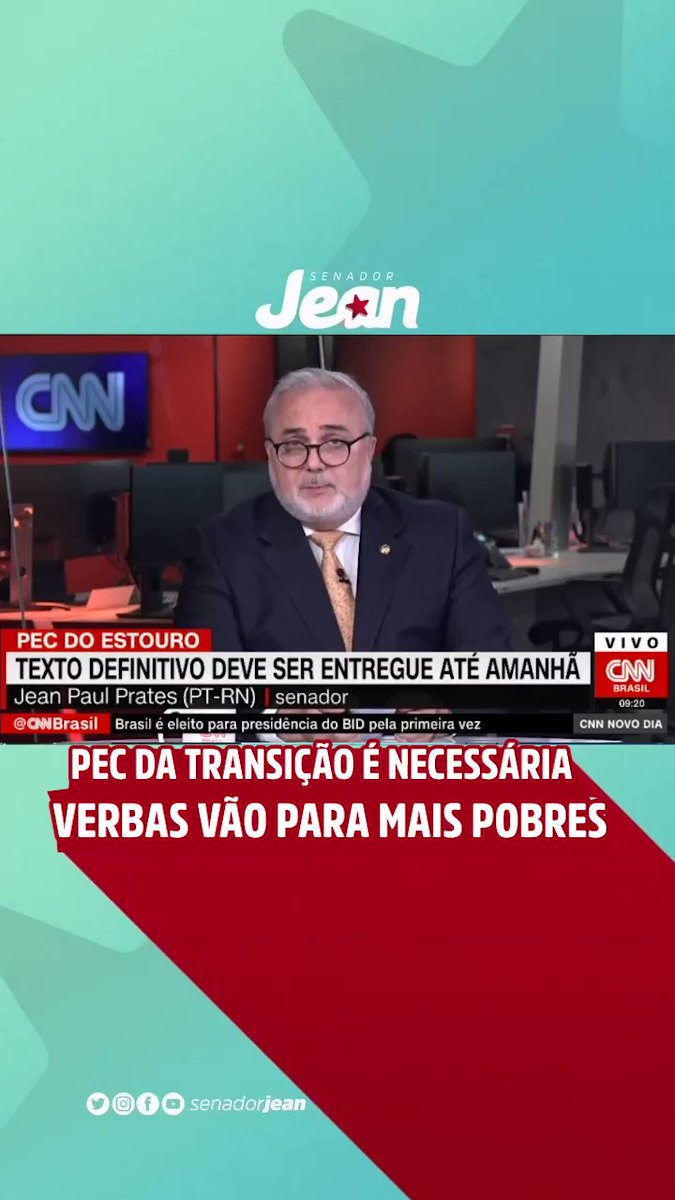 SENADOR
Jean
CNN
PEC DO ESTOURO
TEXTO DEFINITIVO DEVE SER ENTREGUE ATÉ AMANHÃ
VIVO
CNN
BRASIL
Jean Paul Prates (PT-RN) | senador
09:20
@CNNBrasil Brasil é eleito para presidência do BID pela primeira vez
CNN NOVO DIA
PEC DA TRANSIÇÃO É NECESSÁRIA
VERBAS VÃO PARA MAIS POBRES
senadorjean